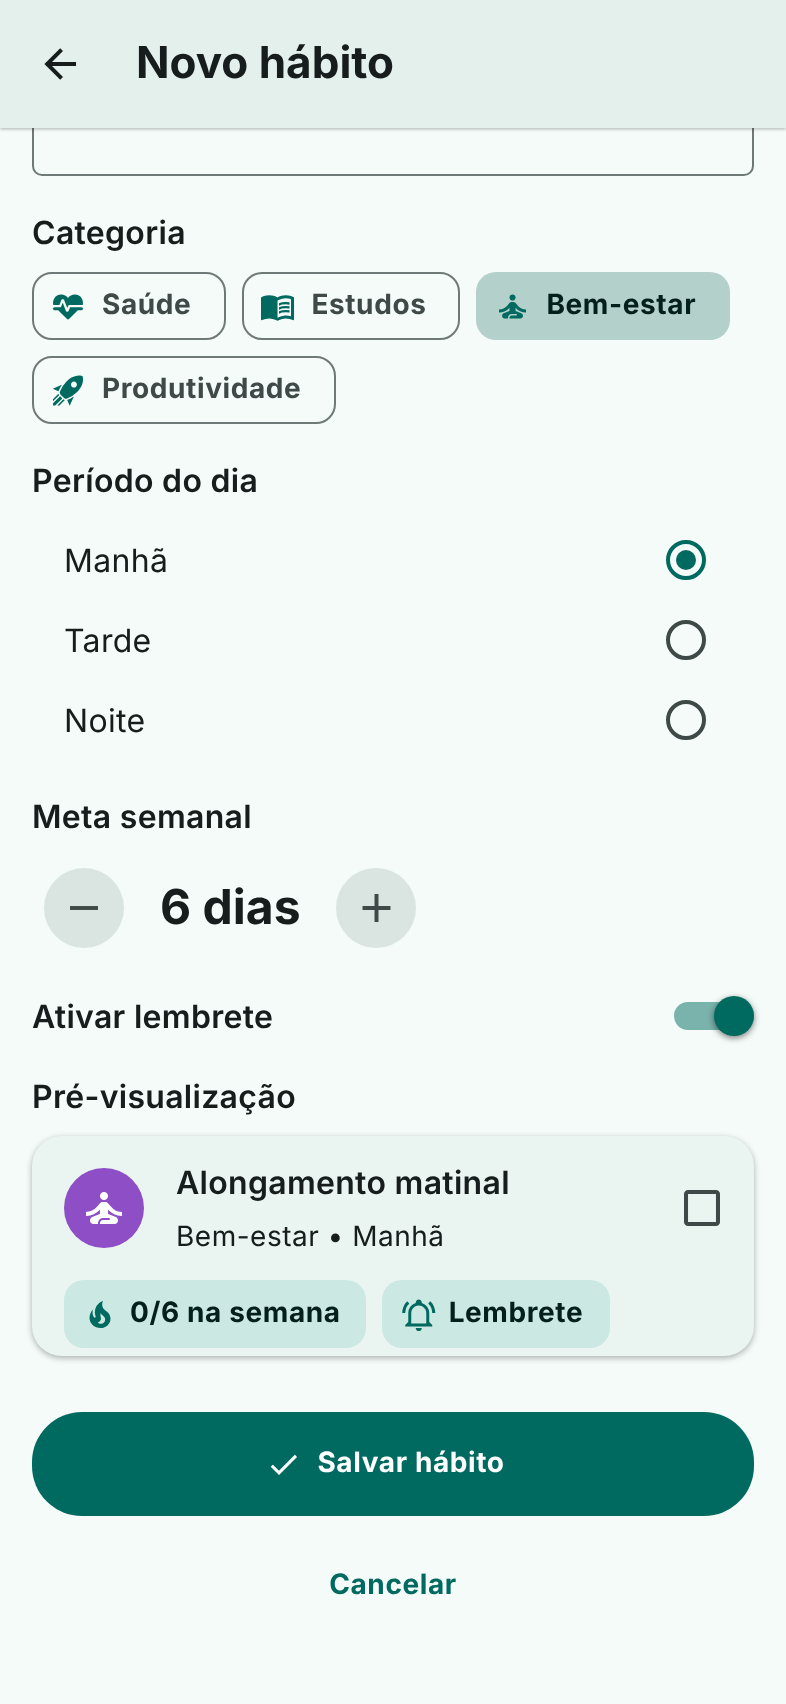 Novo hábito
Categoria
Saúde
Estudos
Bem-estar
Produtividade
Período do dia
Manhã
Tarde
Noite
Meta semanal
6 dias
Ativar lembrete
Pré-visualização
Alongamento matinal
Bem-estar • Manhã
0/6 na semana
Lembrete
Salvar hábito
Cancelar